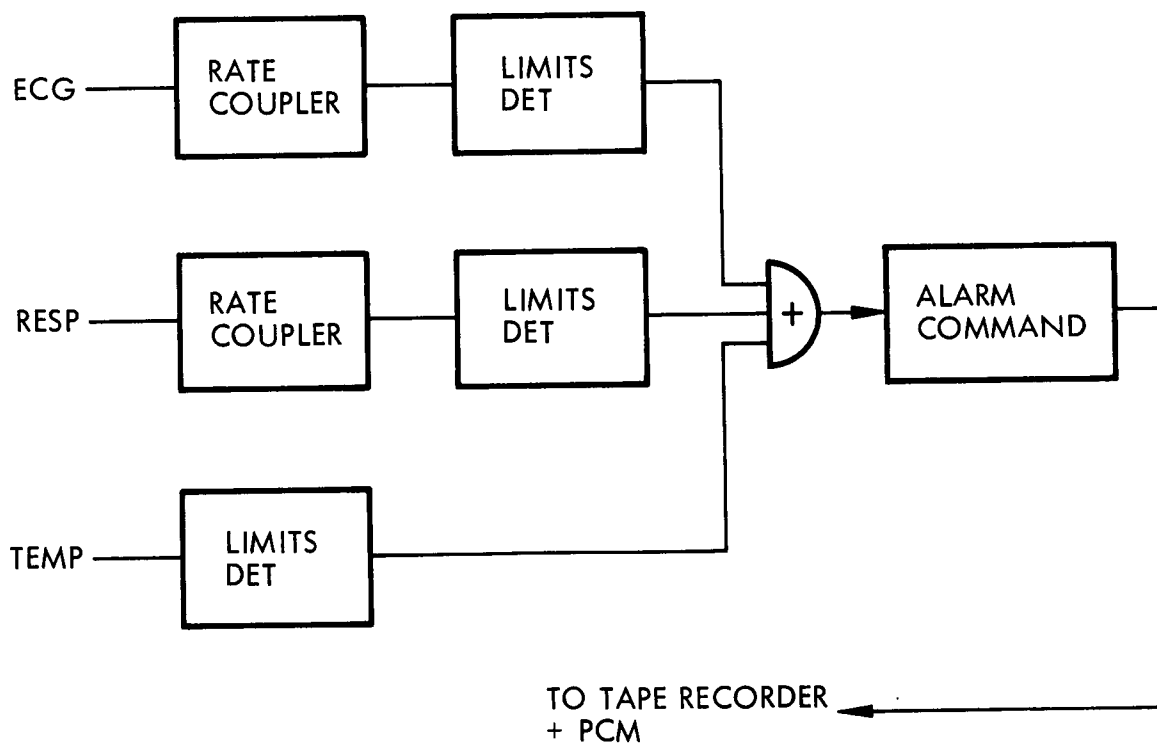 ECG
RATE
COUPLER
LIMITS
DET
RESP
RATE
COUPLER
LIMITS
DET
+
ALARM
COMMAND
TEMP
LIMITS
DET
TO TAPE RECORDER
+ PCM